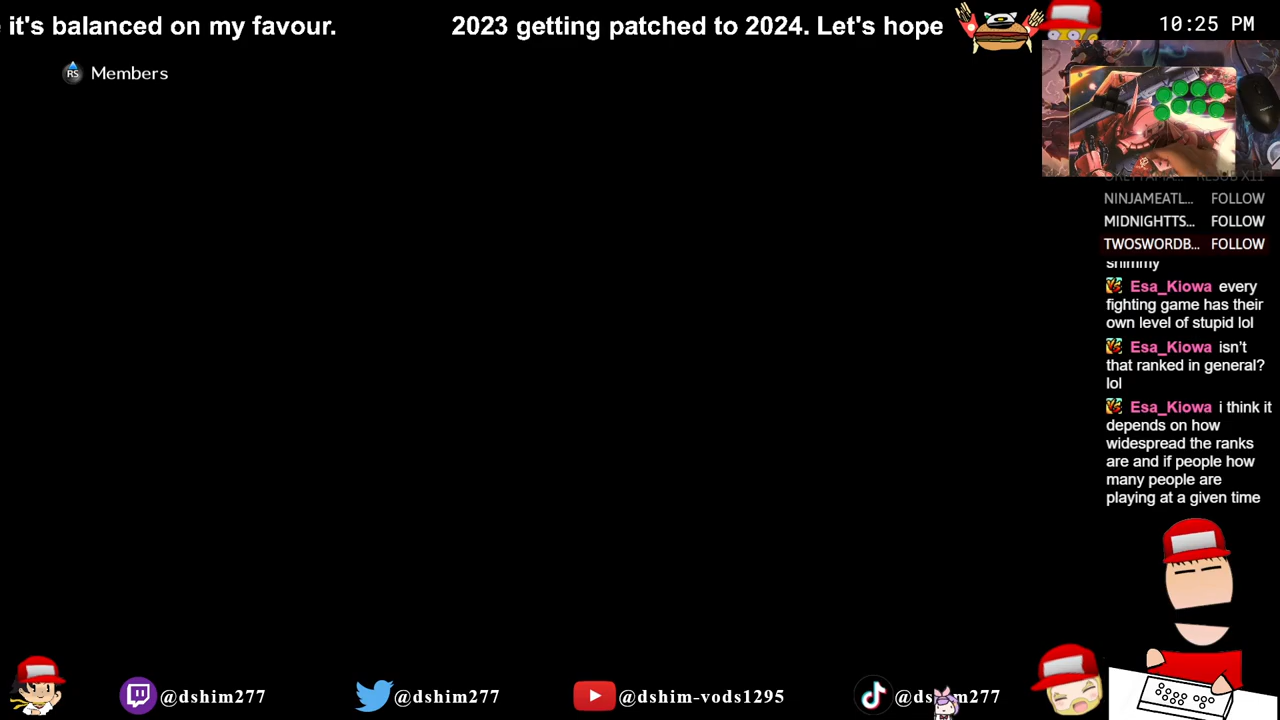 it's balanced on my favour. 2023 getting patched to 2024. Let's hope
10:25 PM
RS Members
RESUB X11
NINJAMEATL... FOLLOW
MIDNIGHTTS... FOLLOW
TWOSWORDB... FOLLOW
shimmy
Esa_Kiowa every
fighting game has their
own level of stupid lol
Esa_Kiowa isn't
that ranked in general?
lol
Esa_Kiowa i think it
depends on how
widespread the ranks
are and if people how
many people are
playing at a given time
@dshim277
@dshim277
@dshim-vods1295